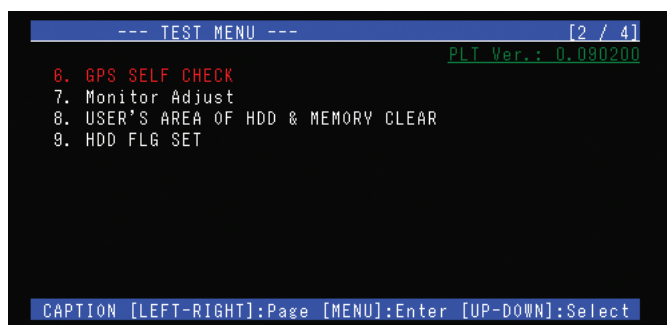 --- TEST MENU --- [2 / 4]
PLT Ver.: 0.090200
6. GPS SELF CHECK
7. Monitor Adjust
8. USER'S AREA OF HDD & MEMORY CLEAR
9. HDD FLG SET
CAPTION [LEFT-RIGHT]:Page [MENU]:Enter [UP-DOWN]:Select